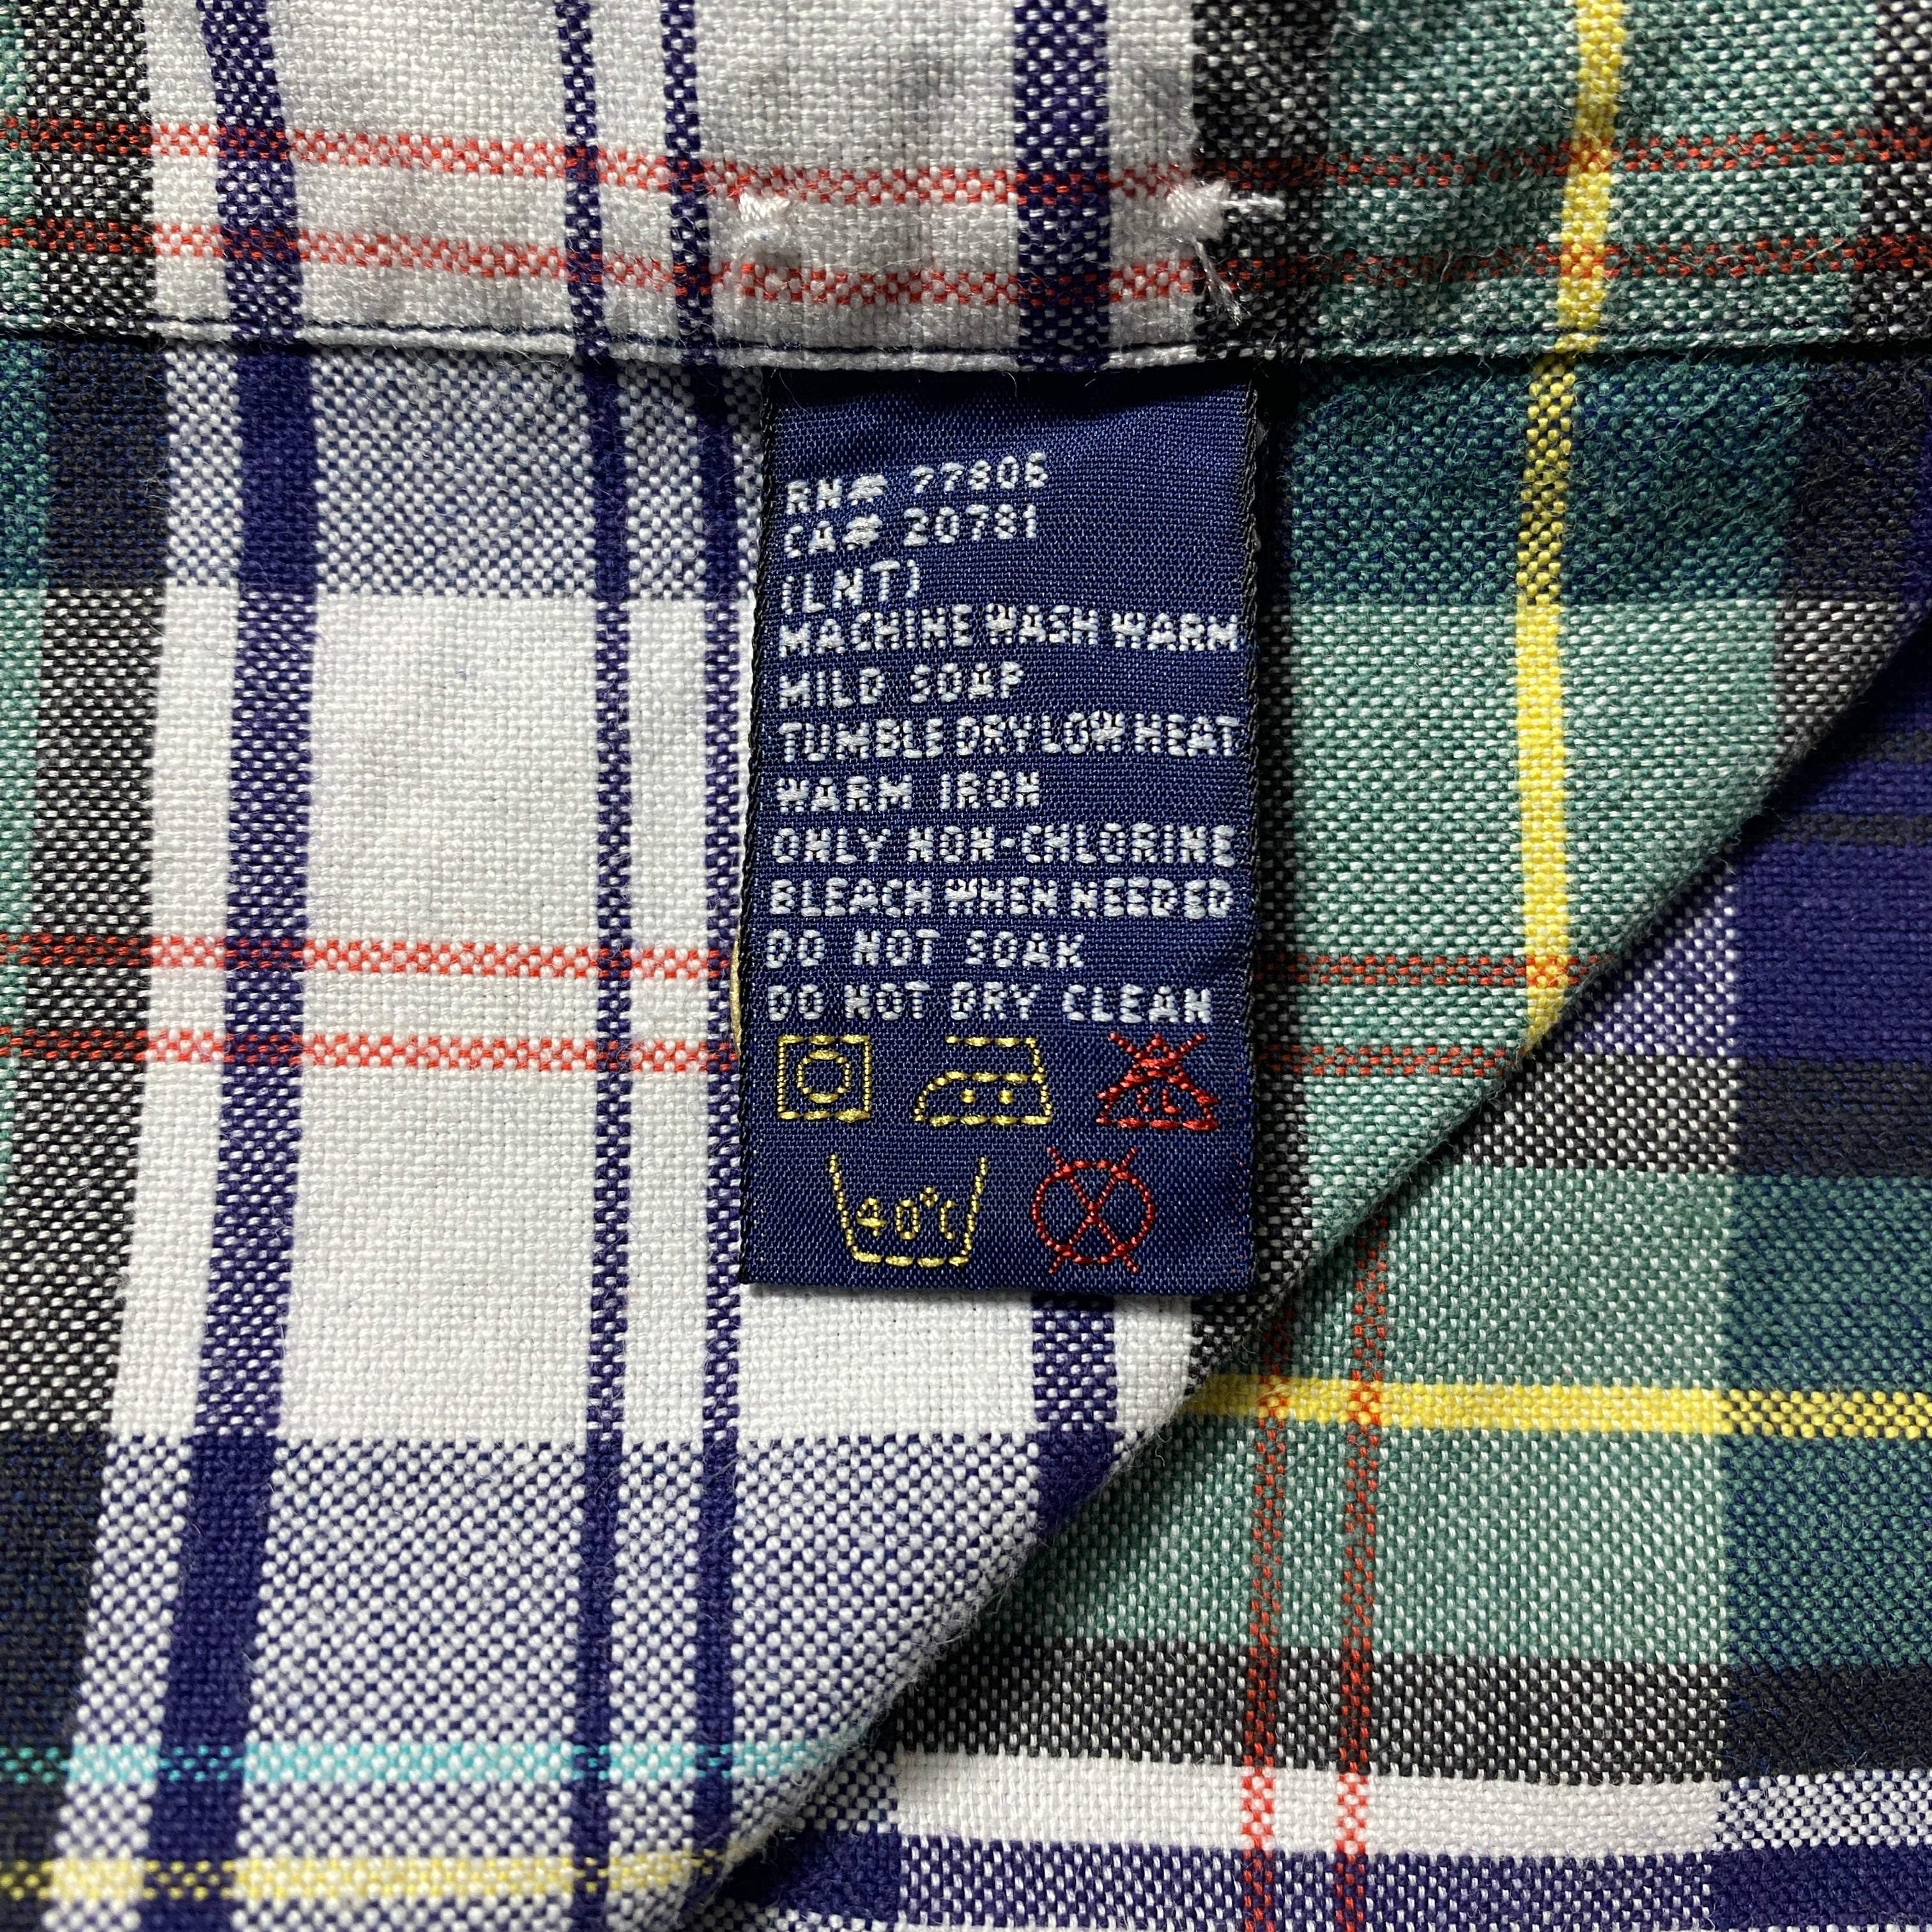 RN# 77806
CA# 20781
(LNT)
MACHINE WASH WARM
MILD SOAP
TUMBLE DRY LOW HEAT
WARM IRON
ONLY NON-CHLORINE
BLEACH WHEN NEEDED
DO NOT SOAK
DO NOT DRY CLEAN
CL
40°C